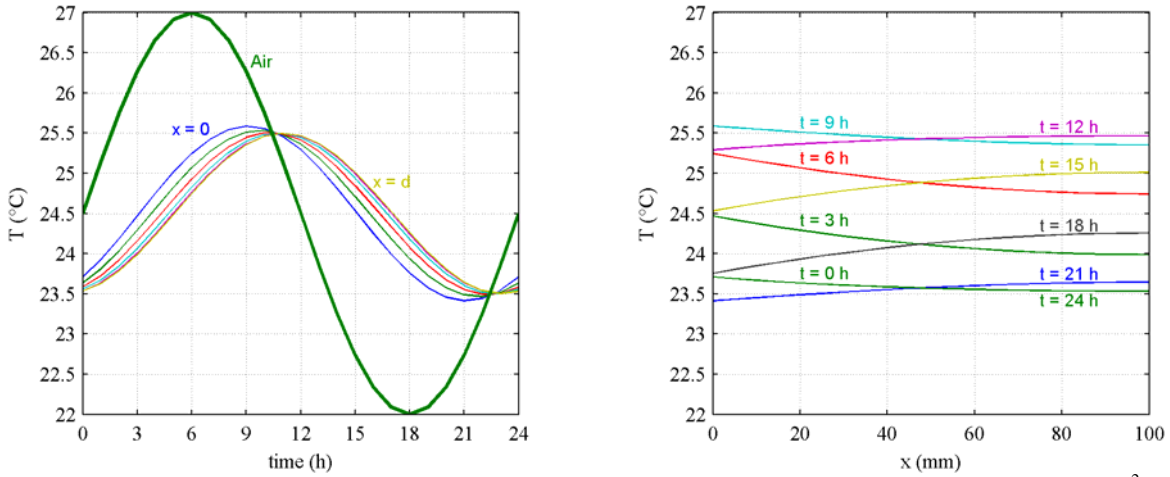 27
26.5
26
25.5
25
24.5
24
23.5
23
22.5
22
T (°C)
0 3 6 9 12 15 18 21 24
time (h)
Air
x = 0
x = d
27
26.5
26
25.5
25
24.5
24
23.5
23
22.5
22
T (°C)
0 20 40 60 80 100
x (mm)
t = 9 h
t = 12 h
t = 6 h
t = 15 h
t = 3 h
t = 18 h
t = 0 h
t = 21 h
t = 24 h
2